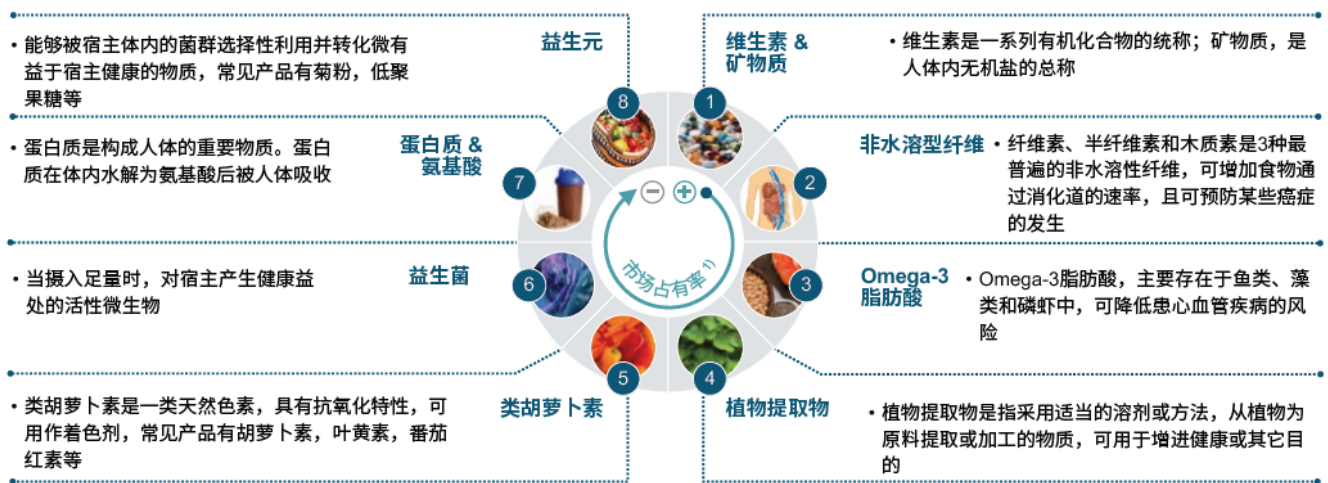 益生元
• 能够被宿主体内的菌群选择性利用并转化微有
益于宿主健康的物质，常见产品有菊粉，低聚
果糖等
蛋白质 &
氨基酸
• 蛋白质是构成人体的重要物质。蛋白
质在体内水解为氨基酸后被人体吸收
益生菌
• 当摄入足量时，对宿主产生健康益
处的活性微生物
类胡萝卜素
• 类胡萝卜素是一类天然色素，具有抗氧化特性，可
用作着色剂，常见产品有胡萝卜素，叶黄素，番茄
红素等
8
1
7
2
6
3
5
4
市场占有率 1)
维生素 &
矿物质
• 维生素是一系列有机化合物的统称；矿物质，是
人体内无机盐的总称
非水溶型纤维
• 纤维素、半纤维素和木质素是3种最
普遍的非水溶性纤维，可增加食物通
过消化道的速率，且可预防某些癌症
的发生
Omega-3
脂肪酸
• Omega-3脂肪酸，主要存在于鱼类、藻
类和磷虾中，可降低患心血管疾病的风
险
植物提取物
• 植物提取物是指采用适当的溶剂或方法，从植物为
原料提取或加工的物质，可用于增进健康或其它目
的